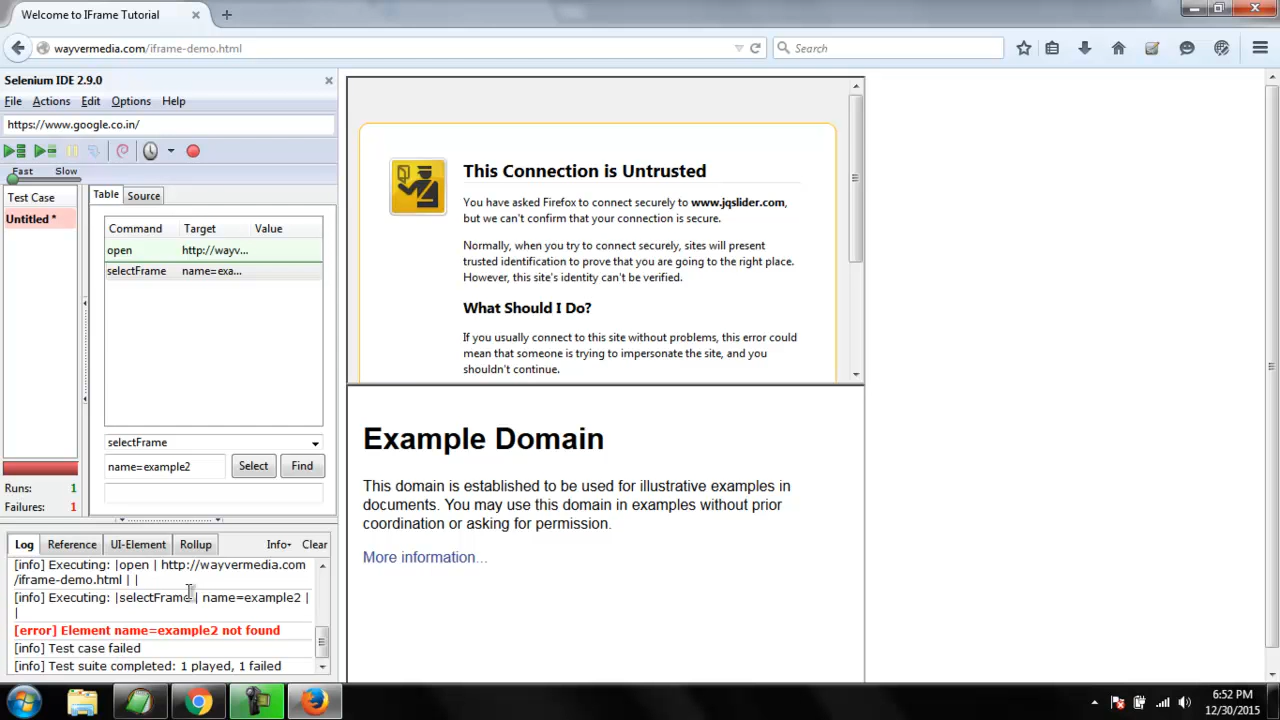 Welcome to IFrame Tutorial
wayvermedia.com/iframe-demo.html
Search
Selenium IDE 2.9.0
File Actions Edit Options Help
https://www.google.co.in/
Fast Slow
Test Case
Untitled *
Table Source
Command Target Value
open http://wayv...
selectFrame name=exa...
selectFrame
name=example2 Select Find
Runs: 1
Failures: 1
Log Reference UI-Element Rollup Info Clear
[info] Executing: |open | http://wayvermedia.com
/iframe-demo.html | |
[info] Executing: |selectFrame | name=example2 |
|
[error] Element name=example2 not found
[info] Test case failed
[info] Test suite completed: 1 played, 1 failed
This Connection is Untrusted
You have asked Firefox to connect securely to www.jqslider.com,
but we can't confirm that your connection is secure.
Normally, when you try to connect securely, sites will present
trusted identification to prove that you are going to the right place.
However, this site's identity can't be verified.
What Should I Do?
If you usually connect to this site without problems, this error could
mean that someone is trying to impersonate the site, and you
shouldn't continue.
Example Domain
This domain is established to be used for illustrative examples in
documents. You may use this domain in examples without prior
coordination or asking for permission.
More information...
6:52 PM
12/30/2015